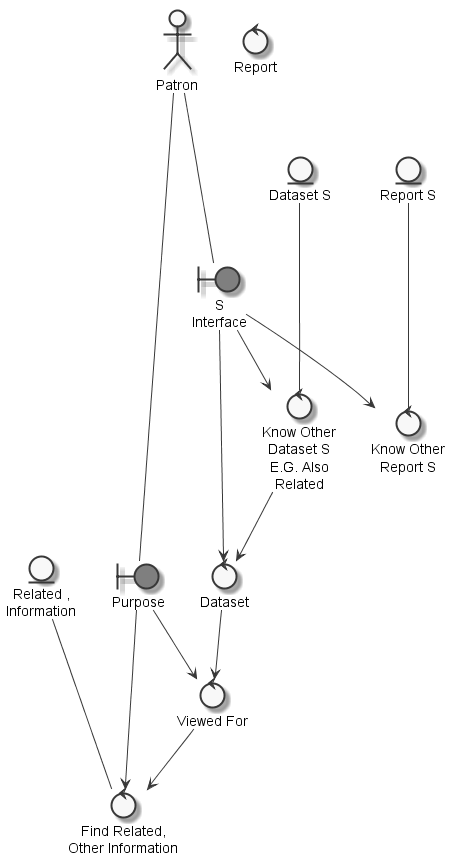 Patron
Report
Dataset S
Report S
S
Interface
Know Other
Dataset S
E.G. Also
Related
Know Other
Report S
Related ,
Information
Purpose
Dataset
Viewed For
Find Related,
Other Information